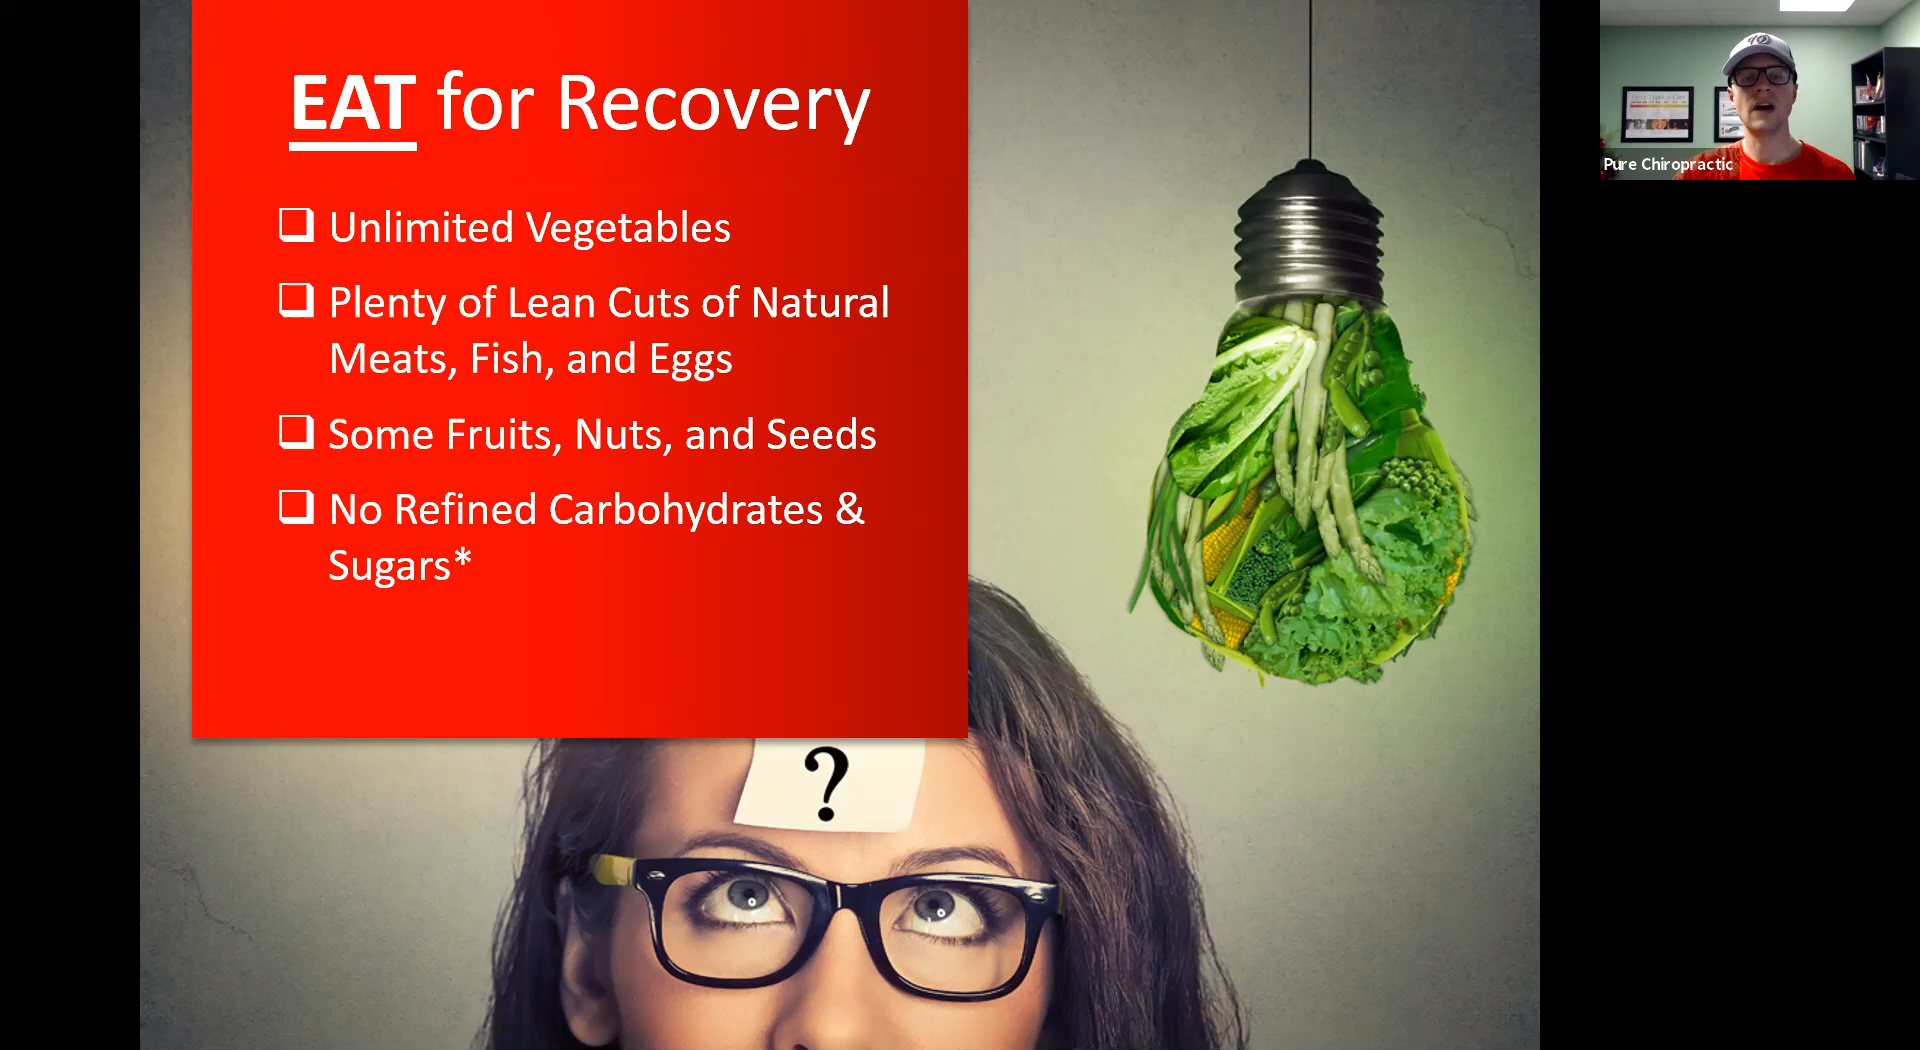 EAT for Recovery
Unlimited Vegetables
Plenty of Lean Cuts of Natural
Meats, Fish, and Eggs
Some Fruits, Nuts, and Seeds
No Refined Carbohydrates &
Sugars*
?
Pure Chiropractic